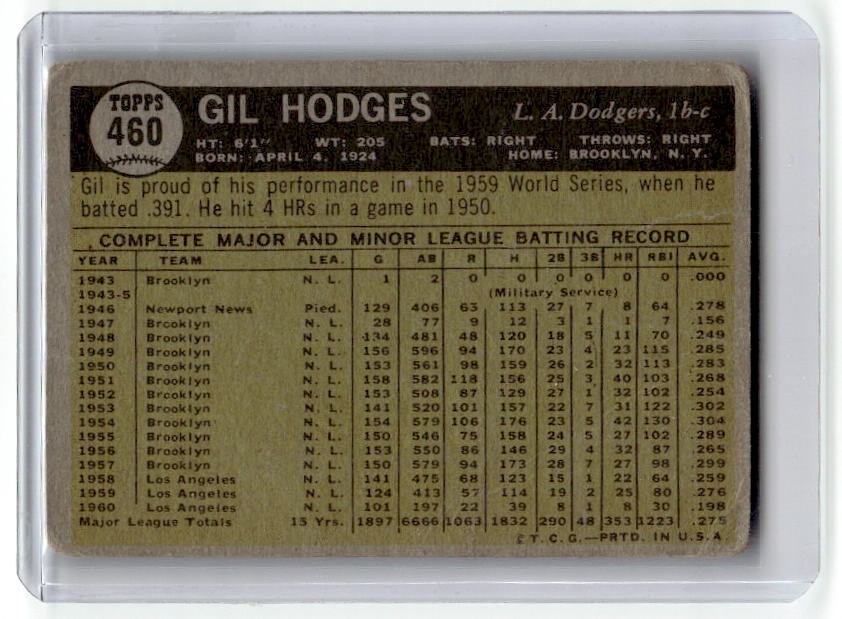 TOPPS
460
GIL HODGES
L. A. Dodgers, 1b-c
HT: 6'1" WT: 205 BATS: RIGHT THROWS: RIGHT
BORN: APRIL 4, 1924 HOME: BROOKLYN, N. Y.
Gil is proud of his performance in the 1959 World Series, when he
batted .391. He hit 4 HRs in a game in 1950.
COMPLETE MAJOR AND MINOR LEAGUE BATTING RECORD
YEAR TEAM LEA. G AB R H 2B 3B HR RBI AVG.
1943 Brooklyn N. L. 1 2 0 0 0 0 0 0 .000
1943-5 (Military Service)
1946 Newport News Pied. 129 406 63 113 27 7 8 64 .278
1947 Brooklyn N. L. 28 77 9 12 3 1 1 7 .156
1948 Brooklyn N. L. 134 481 48 120 18 5 11 70 .249
1949 Brooklyn N. L. 156 596 94 170 23 4 23 115 .285
1950 Brooklyn N. L. 153 561 98 159 26 2 32 113 .283
1951 Brooklyn N. L. 158 582 118 156 25 3 40 103 .268
1952 Brooklyn N. L. 153 508 87 129 27 1 32 102 .254
1953 Brooklyn N. L. 141 520 101 157 22 7 31 122 .302
1954 Brooklyn N. L. 154 579 106 176 23 5 42 130 .304
1955 Brooklyn N. L. 150 546 75 158 24 5 27 102 .289
1956 Brooklyn N. L. 153 550 86 146 29 4 32 87 .265
1957 Brooklyn N. L. 150 579 94 173 28 7 27 98 .299
1958 Los Angeles N. L. 141 475 68 123 15 1 22 64 .259
1959 Los Angeles N. L. 124 413 57 114 19 2 25 80 .276
1960 Los Angeles N. L. 101 197 22 39 8 1 8 30 .198
Major League Totals 15 Yrs. 1897 6666 1063 1832 290 48 353 1223 .275
© T. C. G.—PRTD. IN U.S.A